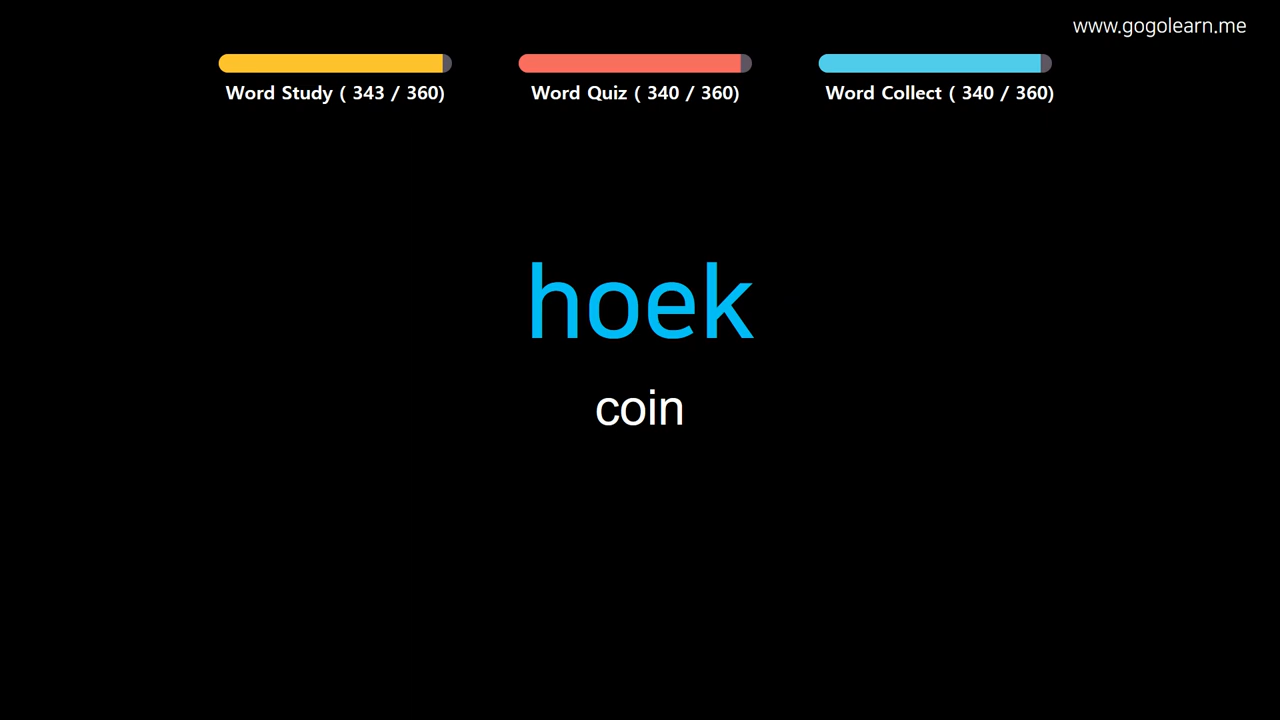 www.gogolearn.me
Word Study ( 343 / 360)
Word Quiz ( 340 / 360)
Word Collect ( 340 / 360)
hoek
coin